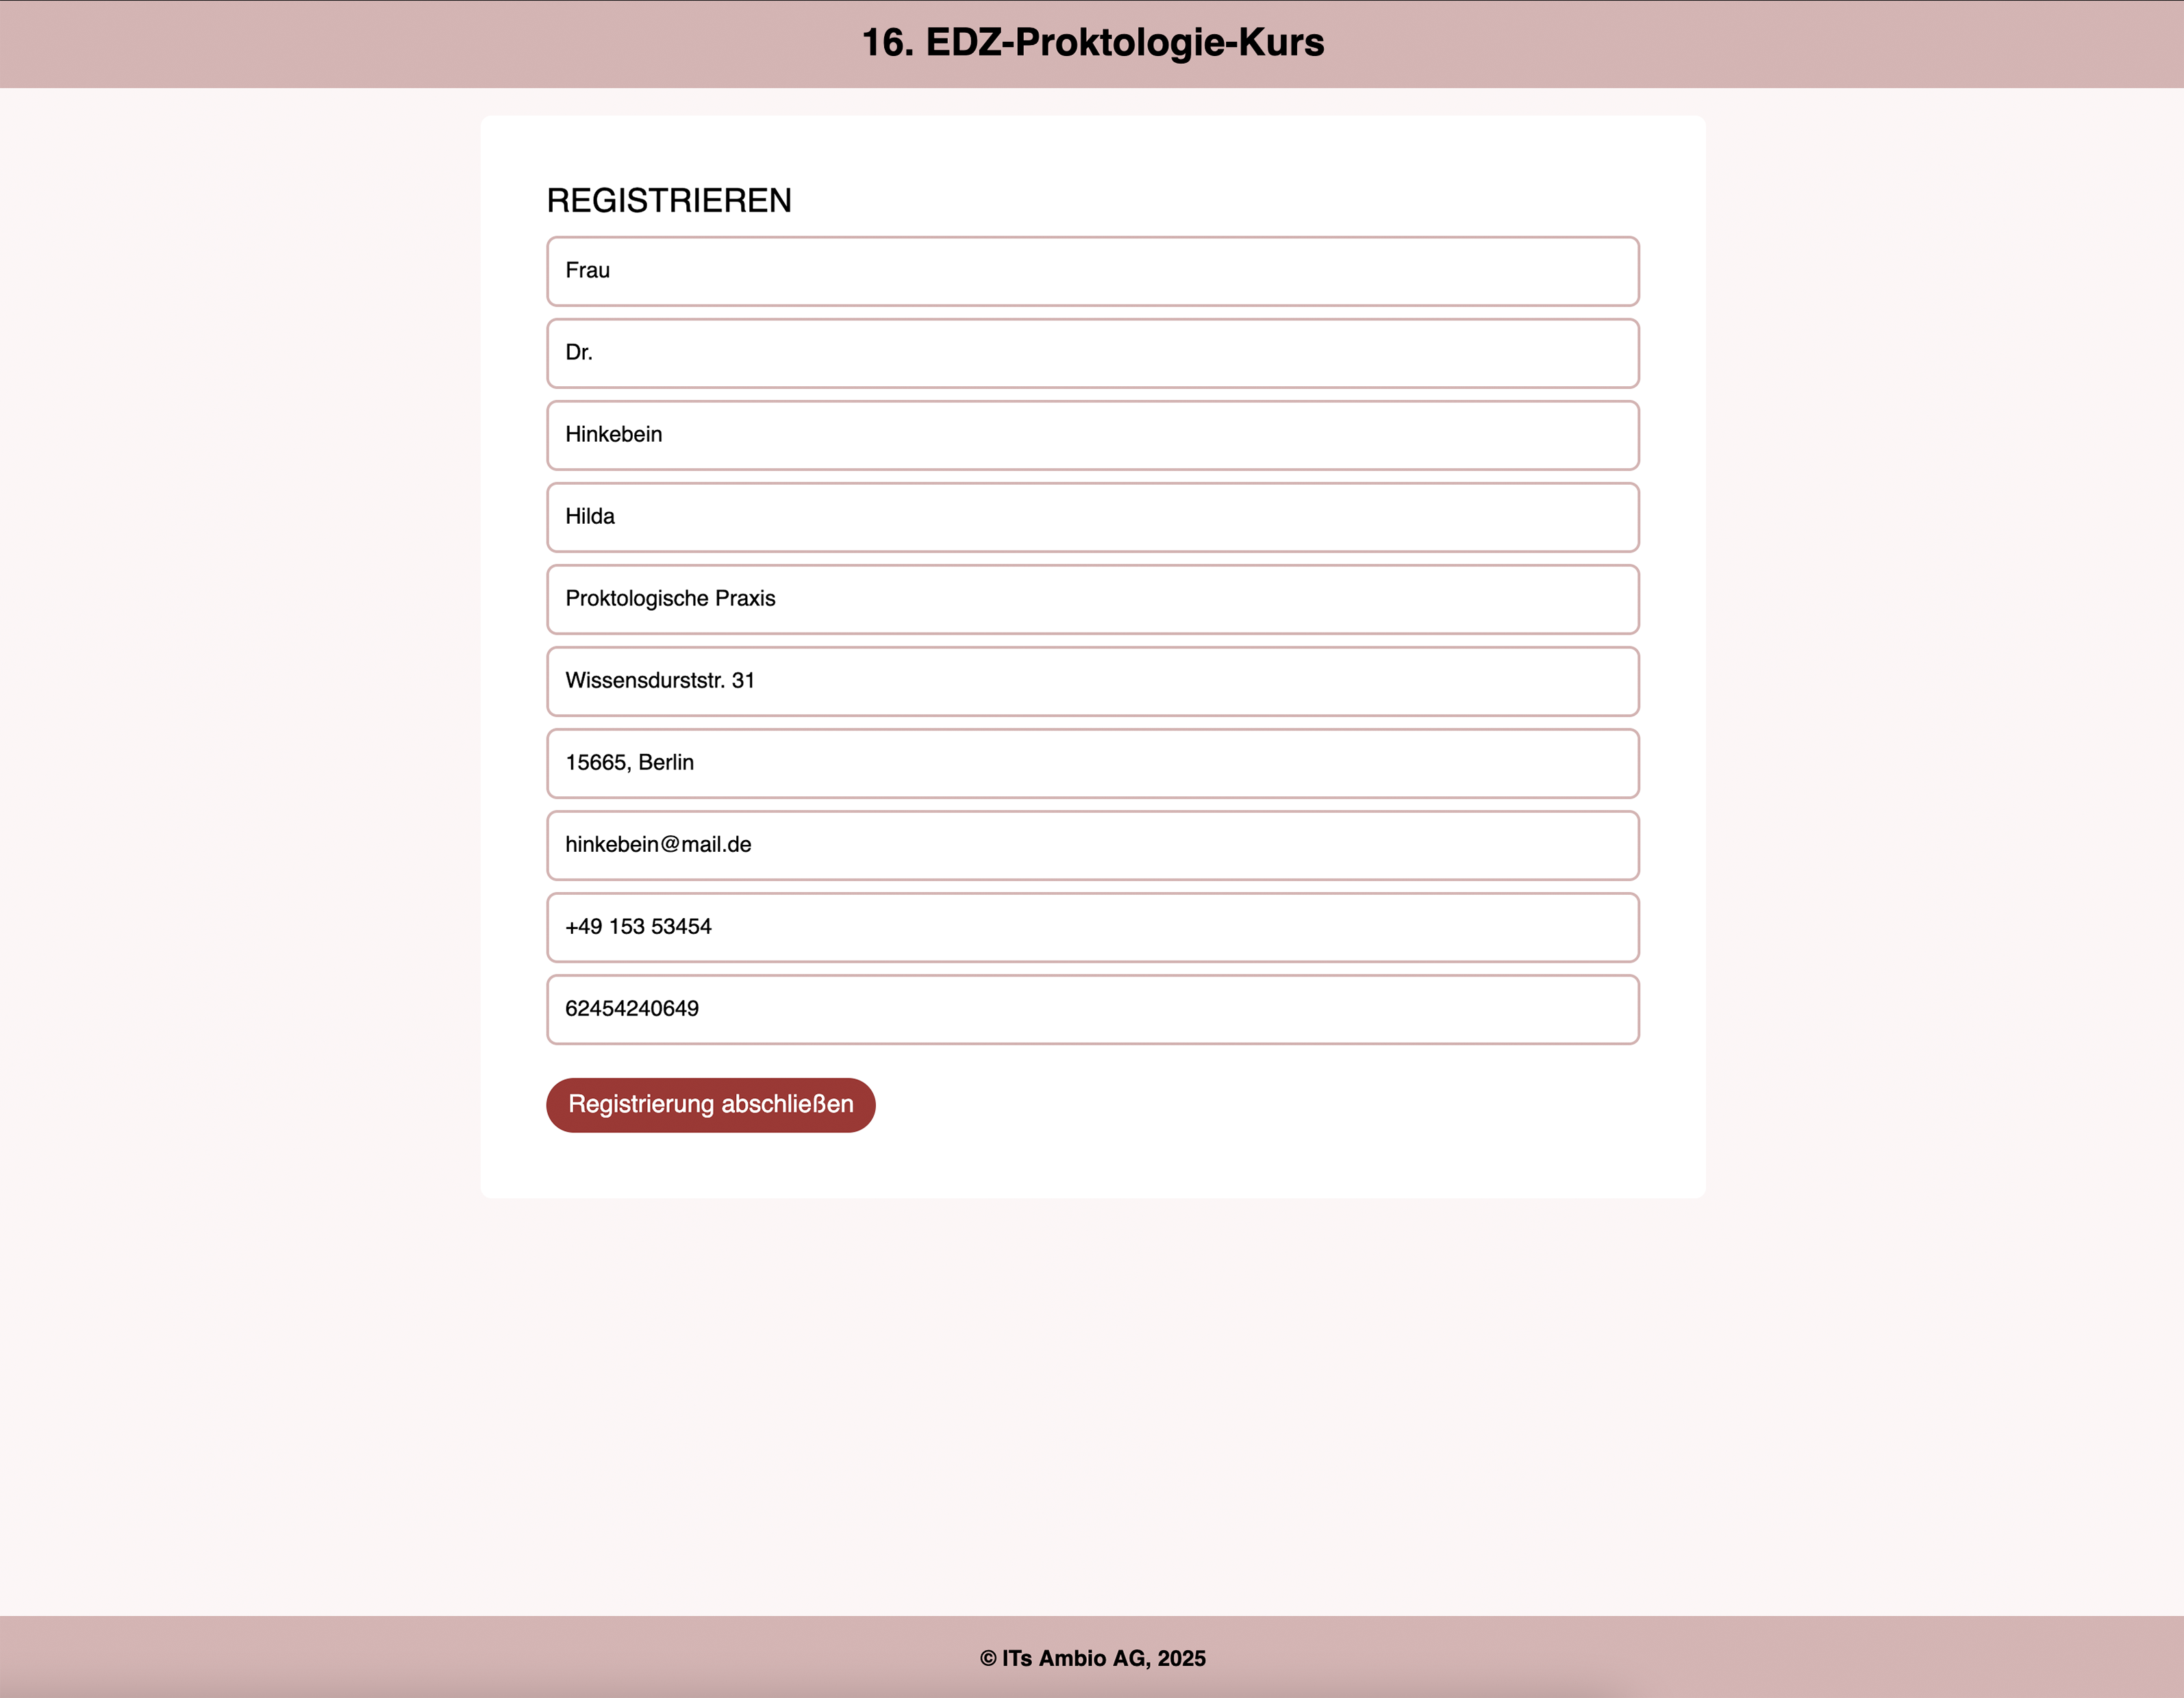 16. EDZ-Proktologie-Kurs
REGISTRIEREN
Frau
Dr.
Hinkebein
Hilda
Proktologische Praxis
Wissensdurststr. 31
15665, Berlin
hinkebein@mail.de
+49 153 53454
62454240649
Registrierung abschließen
© ITs Ambio AG, 2025